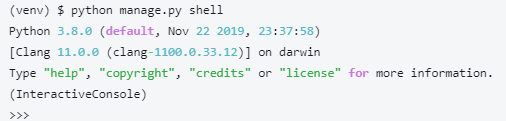 (venv) $ python manage.py shell
Python 3.8.0 (default, Nov 22 2019, 23:37:58)
[Clang 11.0.0 (clang-1100.0.33.12)] on darwin
Type "help", "copyright", "credits" or "license" for more information.
(InteractiveConsole)
>>>